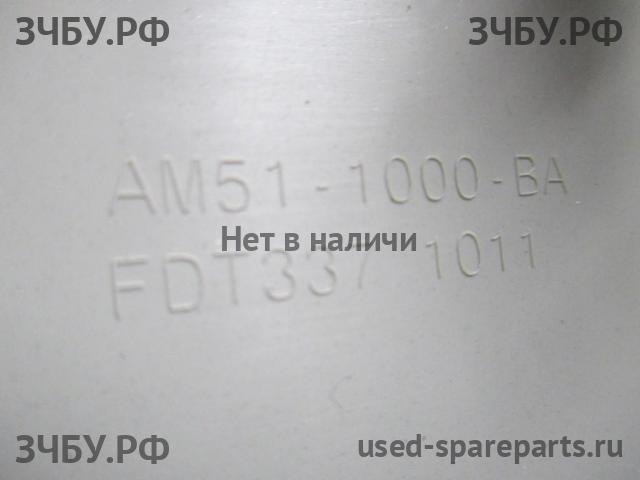 ЗЧБУ.РФ ЗЧБУ.РФ
AM51-1000-BA
Нет в наличи
FDT337 1011
ЗЧБУ.РФ used-spareparts.ru